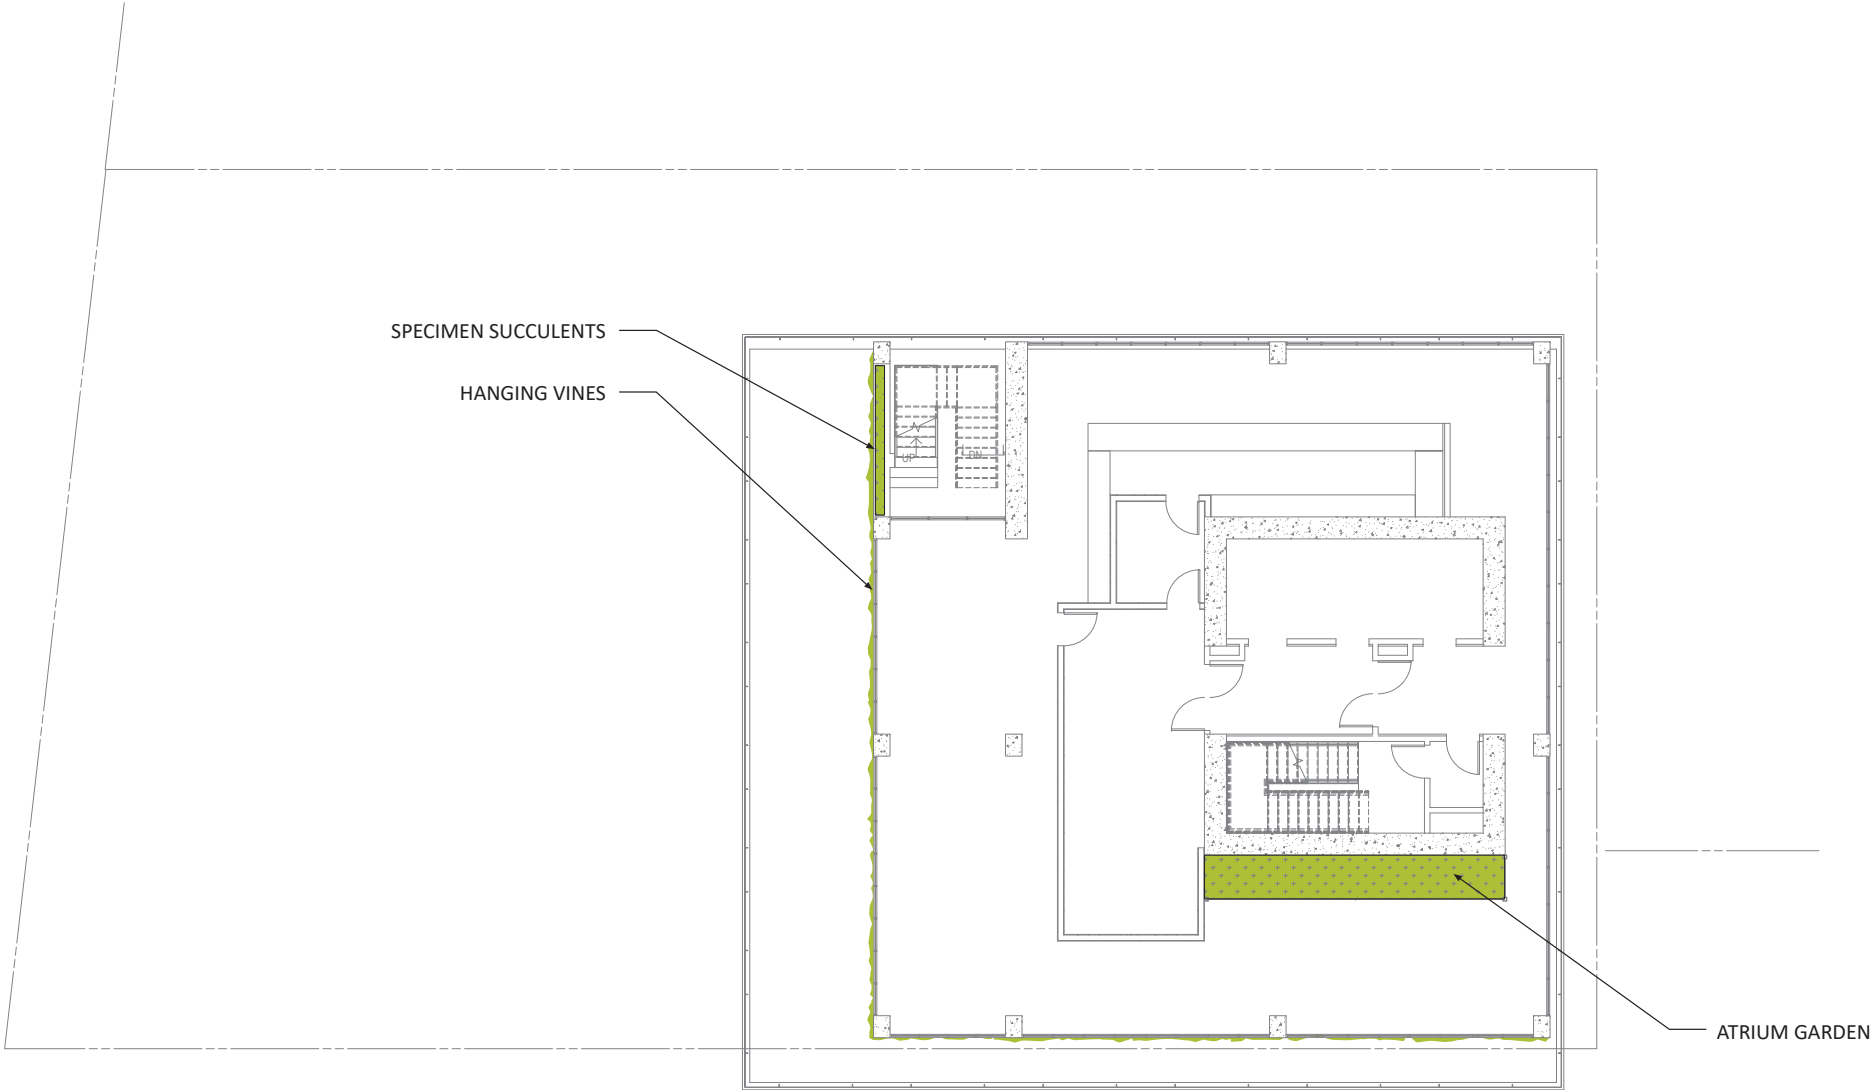 SPECIMEN SUCCULENTS
HANGING VINES
UP
DN
ATRIUM GARDEN